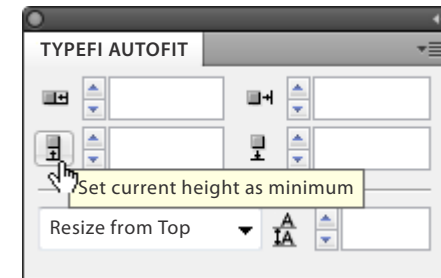 TYPEFI AUTOFIT
Set current height as minimum
Resize from Top